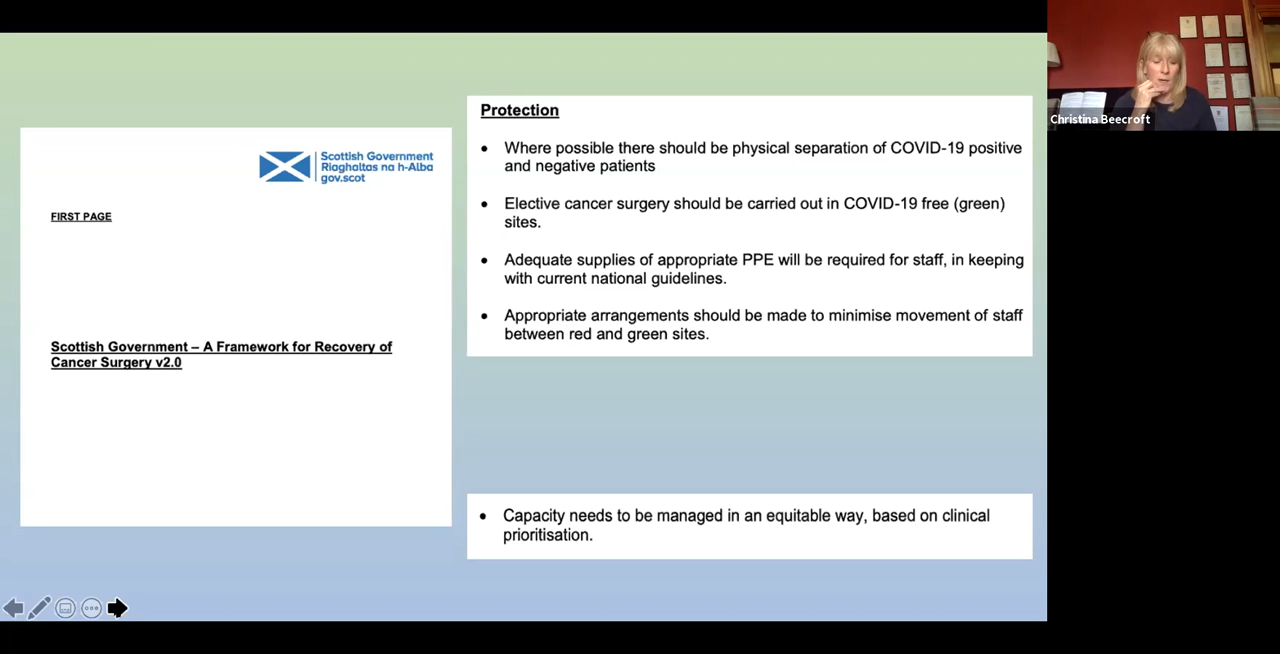 Scottish Government
Riaghaltas na h-Alba
gov.scot
FIRST PAGE
Scottish Government – A Framework for Recovery of
Cancer Surgery v2.0
Protection
• Where possible there should be physical separation of COVID-19 positive
and negative patients
• Elective cancer surgery should be carried out in COVID-19 free (green)
sites.
• Adequate supplies of appropriate PPE will be required for staff, in keeping
with current national guidelines.
• Appropriate arrangements should be made to minimise movement of staff
between red and green sites.
• Capacity needs to be managed in an equitable way, based on clinical
prioritisation.
Christina Beecroft